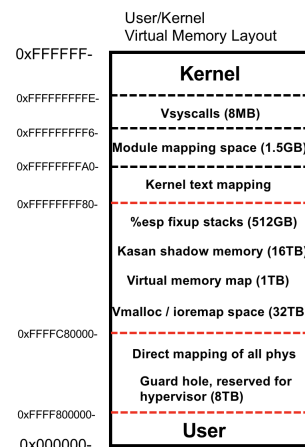 User/Kernel
Virtual Memory Layout
0xFFFFFF-
Kernel
0xFFFFFFFFFE-
Vsyscalls (8MB)
0xFFFFFFFFF6-
Module mapping space (1.5GB)
0xFFFFFFFFA0-
Kernel text mapping
0xFFFFFFFF80-
%esp fixup stacks (512GB)
Kasan shadow memory (16TB)
Virtual memory map (1TB)
Vmalloc / ioremap space (32TB
0xFFFFC80000-
Direct mapping of all phys
Guard hole, reserved for
hypervisor (8TB)
0xFFFF800000-
User
0x000000-